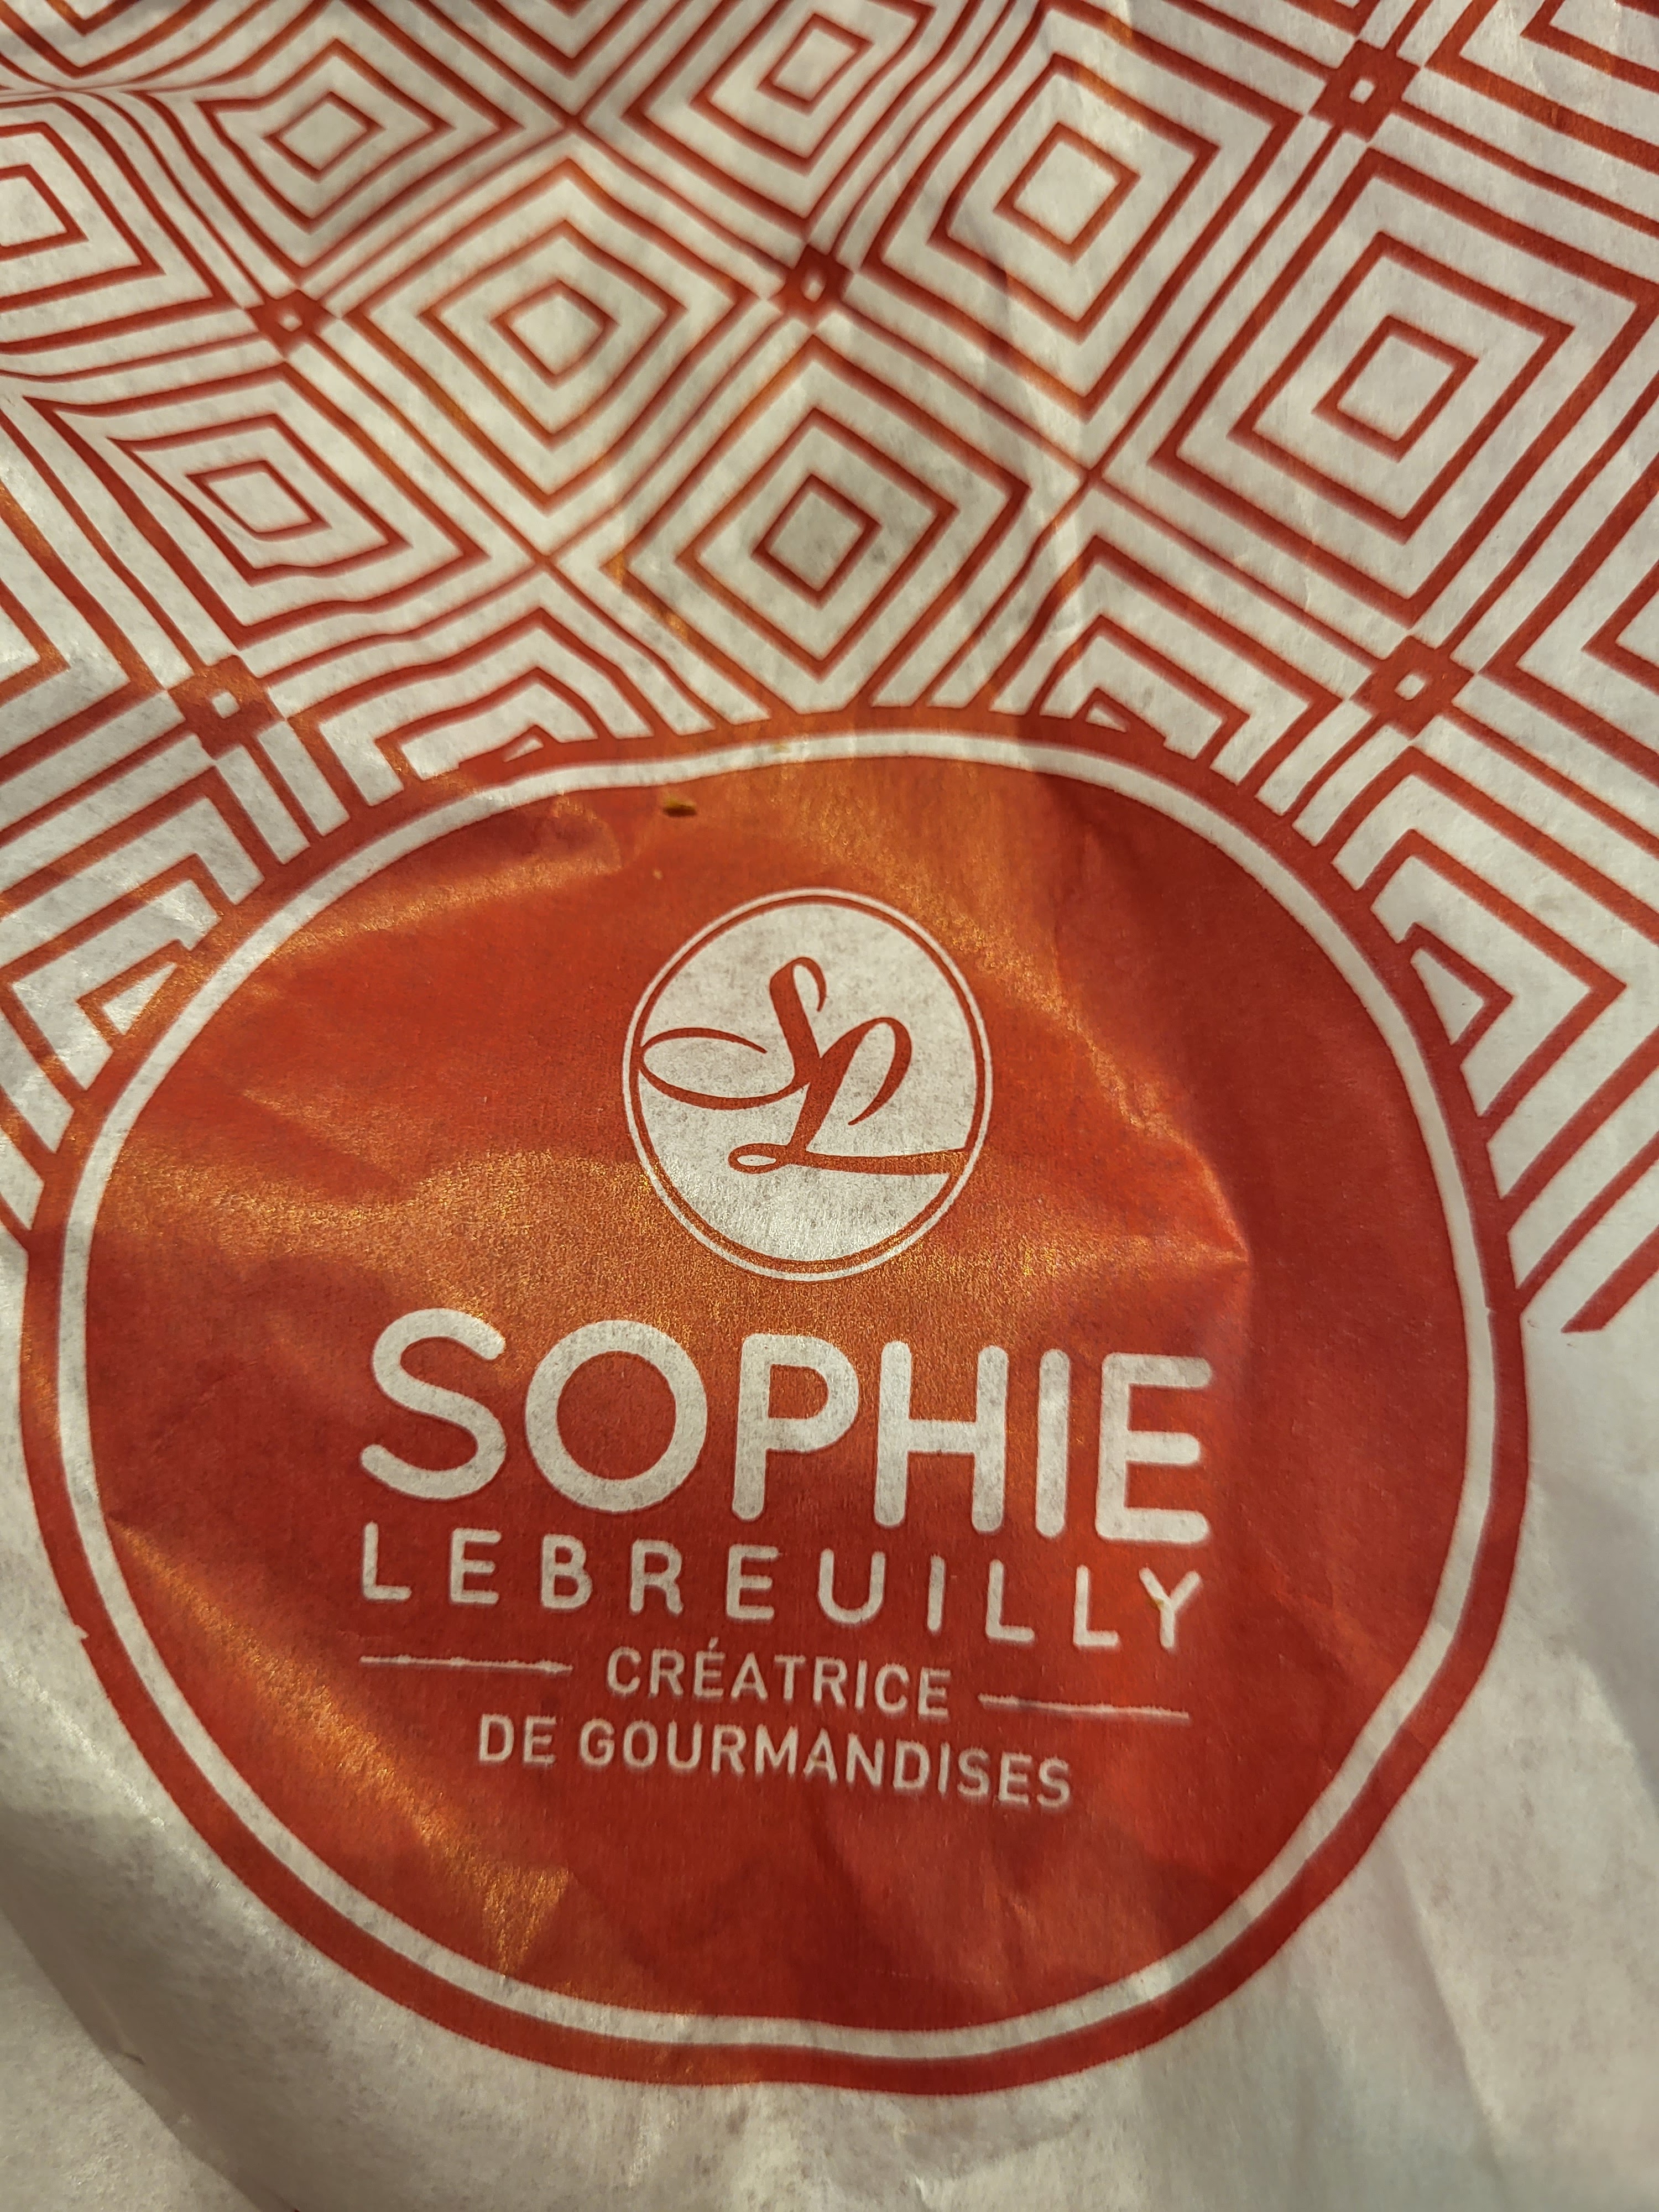 SL
SOPHIE
LEBREUILLY
CRÉATRICE
DE GOURMANDISES